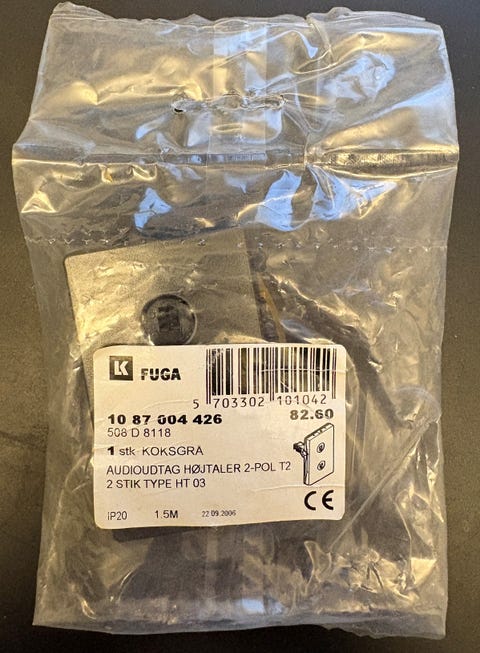 LK FUGA
5 703302 101042
10 87 004 426 82.60
508 D 8118
1 stk KOKSGRÅ
AUDIOUDTAG HØJTALER 2-POL T2
2 STIK TYPE HT 03
CE
IP20 1.5M 22.09.2006